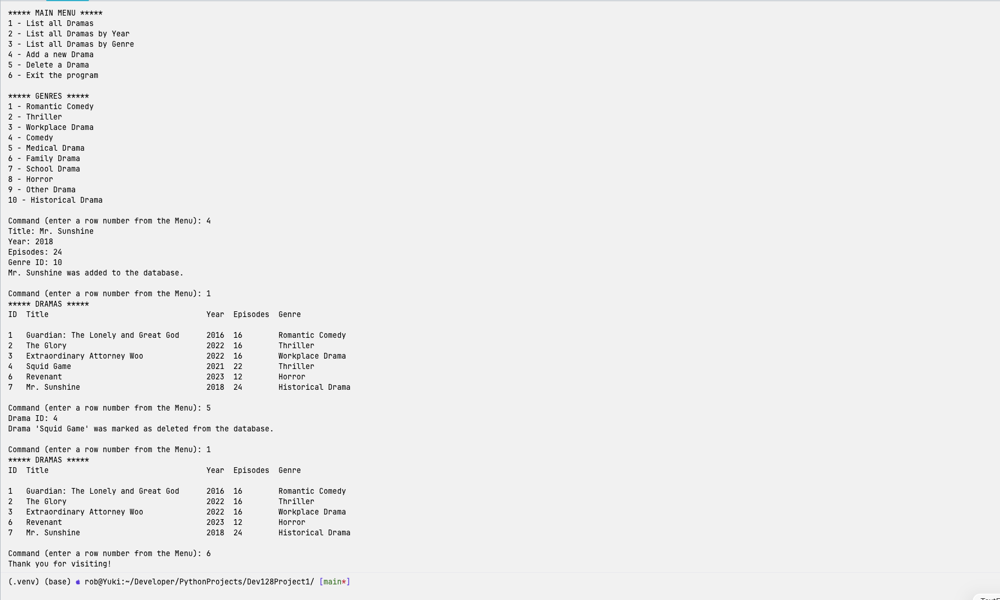 ***** MAIN MENU *****
1 - List all Dramas
2 - List all Dramas by Year
3 - List all Dramas by Genre
4 - Add a new Drama
5 - Delete a Drama
6 - Exit the program
***** GENRES *****
1 - Romantic Comedy
2 - Thriller
3 - Workplace Drama
4 - Comedy
5 - Medical Drama
6 - Family Drama
7 - School Drama
8 - Horror
9 - Other Drama
10 - Historical Drama
Command (enter a row number from the Menu): 4
Title: Mr. Sunshine
Year: 2018
Episodes: 24
Genre ID: 10
Mr. Sunshine was added to the database.
Command (enter a row number from the Menu): 1
***** DRAMAS *****
ID  Title                                   Year  Episodes  Genre
1   Guardian: The Lonely and Great God      2016  16        Romantic Comedy
2   The Glory                               2022  16        Thriller
3   Extraordinary Attorney Woo              2022  16        Workplace Drama
4   Squid Game                              2021  22        Thriller
6   Revenant                                2023  12        Horror
7   Mr. Sunshine                            2018  24        Historical Drama
Command (enter a row number from the Menu): 5
Drama ID: 4
Drama 'Squid Game' was marked as deleted from the database.
Command (enter a row number from the Menu): 1
***** DRAMAS *****
ID  Title                                   Year  Episodes  Genre
1   Guardian: The Lonely and Great God      2016  16        Romantic Comedy
2   The Glory                               2022  16        Thriller
3   Extraordinary Attorney Woo              2022  16        Workplace Drama
6   Revenant                                2023  12        Horror
7   Mr. Sunshine                            2018  24        Historical Drama
Command (enter a row number from the Menu): 6
Thank you for visiting!
(.venv) (base) rob@Yuki:~/Developer/PythonProjects/Dev128Project1/ [main*]